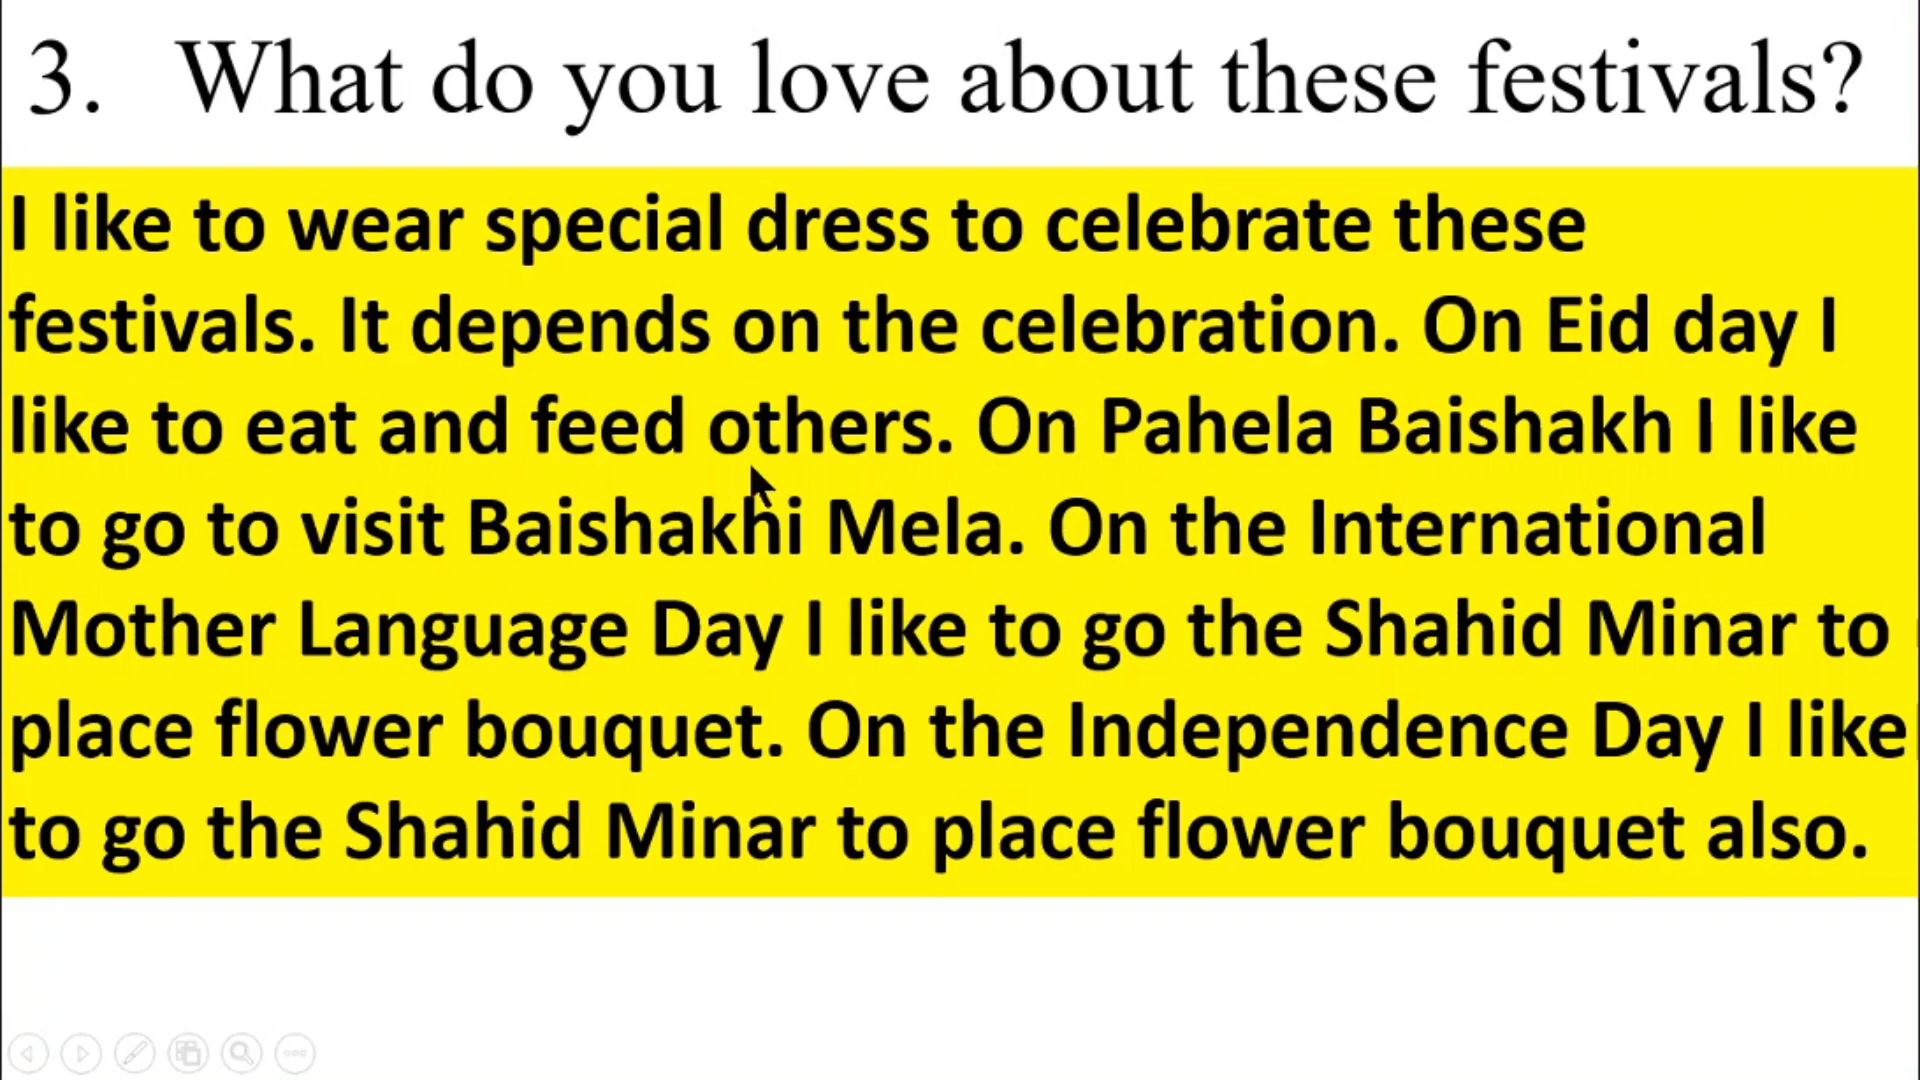 3. What do you love about these festivals?
I like to wear special dress to celebrate these
festivals. It depends on the celebration. On Eid day I
like to eat and feed others. On Pahela Baishakh I like
to go to visit Baishakhi Mela. On the International
Mother Language Day I like to go the Shahid Minar to
place flower bouquet. On the Independence Day I like
to go the Shahid Minar to place flower bouquet also.